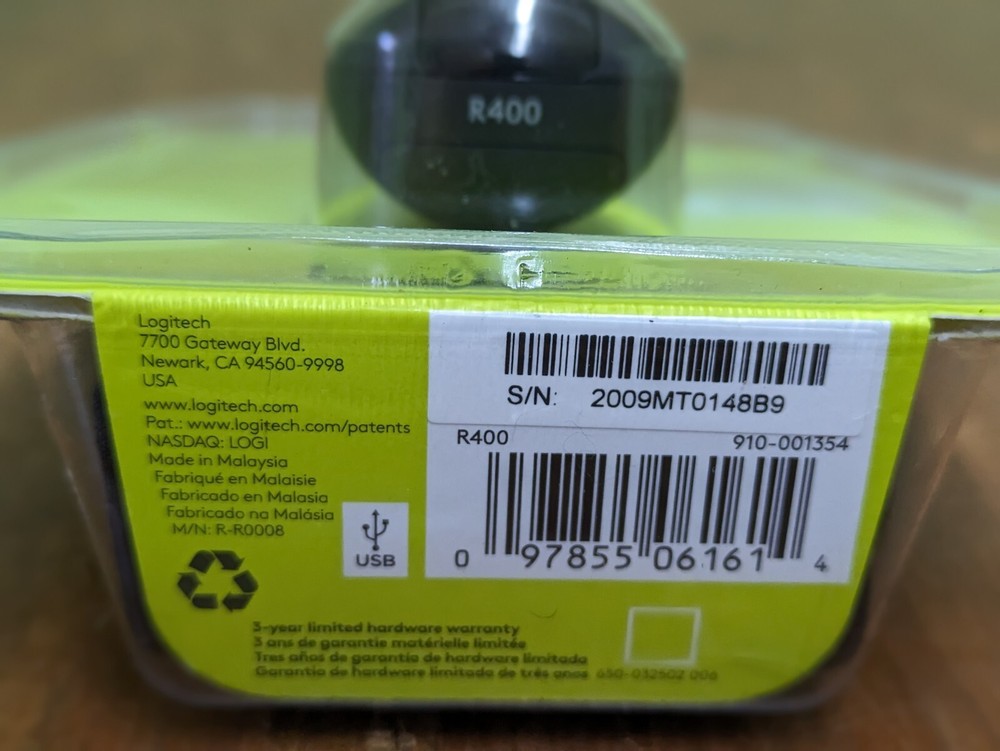 R400
Logitech
7700 Gateway Blvd.
Newark, CA 94560-9998
USA
www.logitech.com
Pat.: www.logitech.com/patents
NASDAQ: LOGI
Made in Malaysia
Fabriqué en Malaisie
Fabricado en Malasia
Fabricado na Malásia
M/N: R-R0008
USB
S/N: 2009MT0148B9
R400 910-001354
0 97855 06161 4
3-year limited hardware warranty
3 ans de garantie matérielle limitée
Tres años de garantía de hardware limitada
Garantia de hardware limitada de três anos 650-032502 006